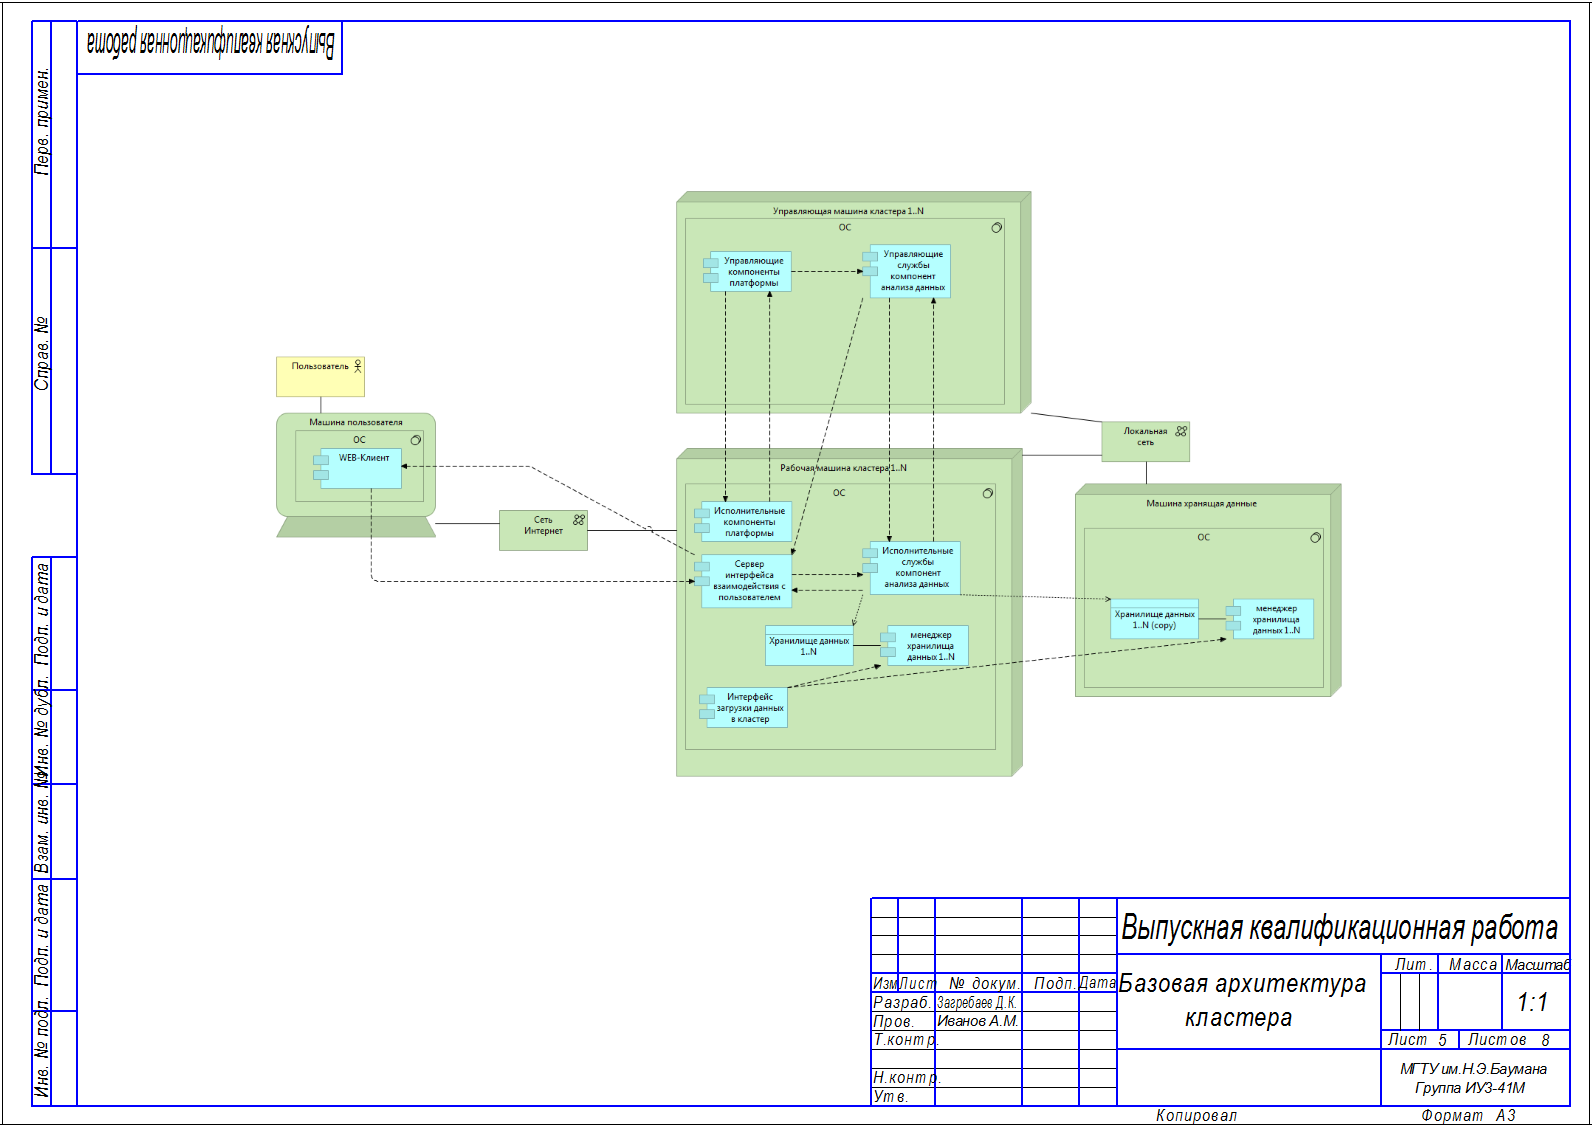 Выпускная квалификационная работа
Перв. примен.
Справ. №
Подп. и дата
Инв. № дубл.
Взам. инв. №
Подп. и дата
Инв. № подл.
Управляющая машина кластера 1..N
ОС
Управляющие
компоненты
платформы
Управляющие
службы
компонент
анализа данных
Пользователь
Машина пользователя
ОС
WEB-Клиент
Сеть
Интернет
Локальная
сеть
Рабочая машина кластера 1..N
ОС
Исполнительные
компоненты
платформы
Сервер
интерфейса
взаимодействия с
пользователем
Исполнительные
службы
компонент
анализа данных
Хранилище данных
1..N
менеджер
хранилища
данных 1..N
Интерфейс
загрузки данных
в кластер
Машина хранящая данные
ОС
Хранилище данных
1..N (copy)
менеджер
хранилища
данных 1..N
Выпускная квалификационная работа
Изм Лист № докум. Подп. Дата
Разраб. Загребаев Д.К.
Пров. Иванов А.М.
Т.контр.
Н.контр.
Утв.
Базовая архитектура
кластера
Лит. Масса Масштаб
1:1
Лист 5 Листов 8
МГТУ им.Н.Э.Баумана
Группа ИУ3-41М
Копировал Формат А3